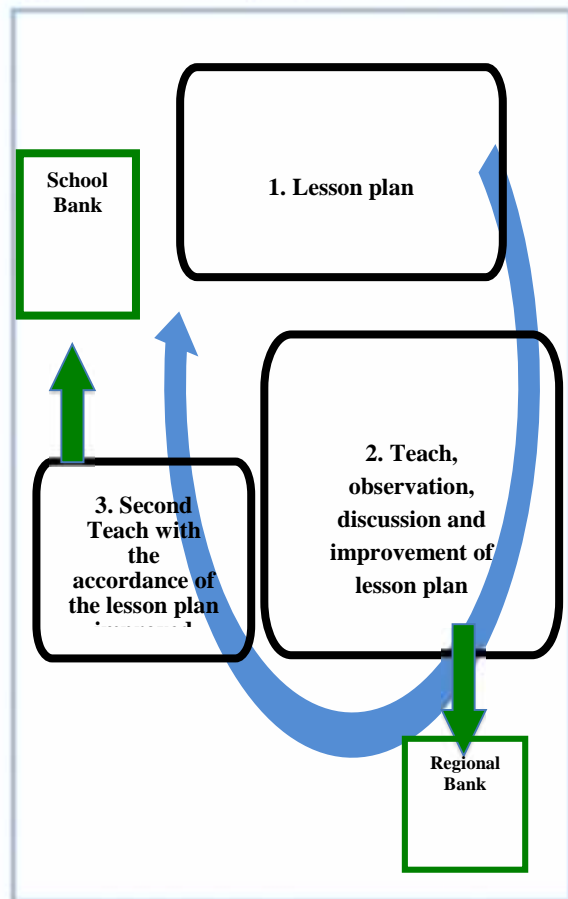 1. Lesson plan
School
Bank
2. Teach,
observation,
discussion and
improvement of
lesson plan
3. Second
Teach with
the
accordance of
the lesson plan
Regional
Bank